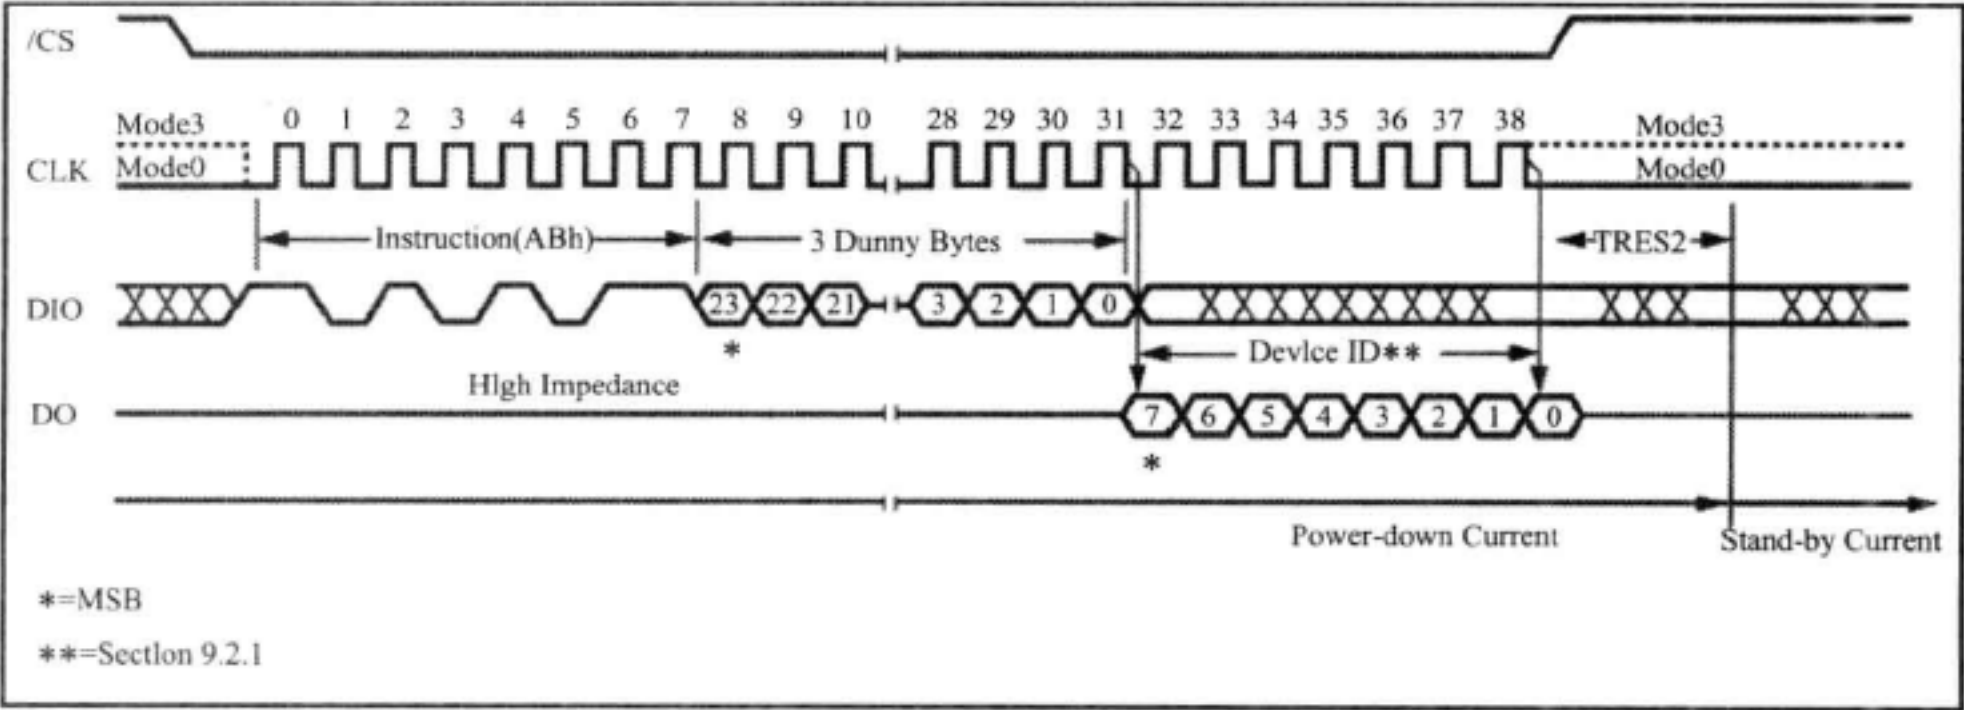 /CS
0 1 2 3 4 5 6 7 8 9 10 28 29 30 31 32 33 34 35 36 37 38
Mode3 Mode3
CLK Mode0 Mode0
Instruction(ABh) 3 Dunny Bytes TRES2
DIO 23 22 21 3 2 1 0
* Devlce ID**
Hlgh Impedance
DO 7 6 5 4 3 2 1 0
*
Power-down Current Stand-by Current
*=MSB
**=Sectlon 9.2.1